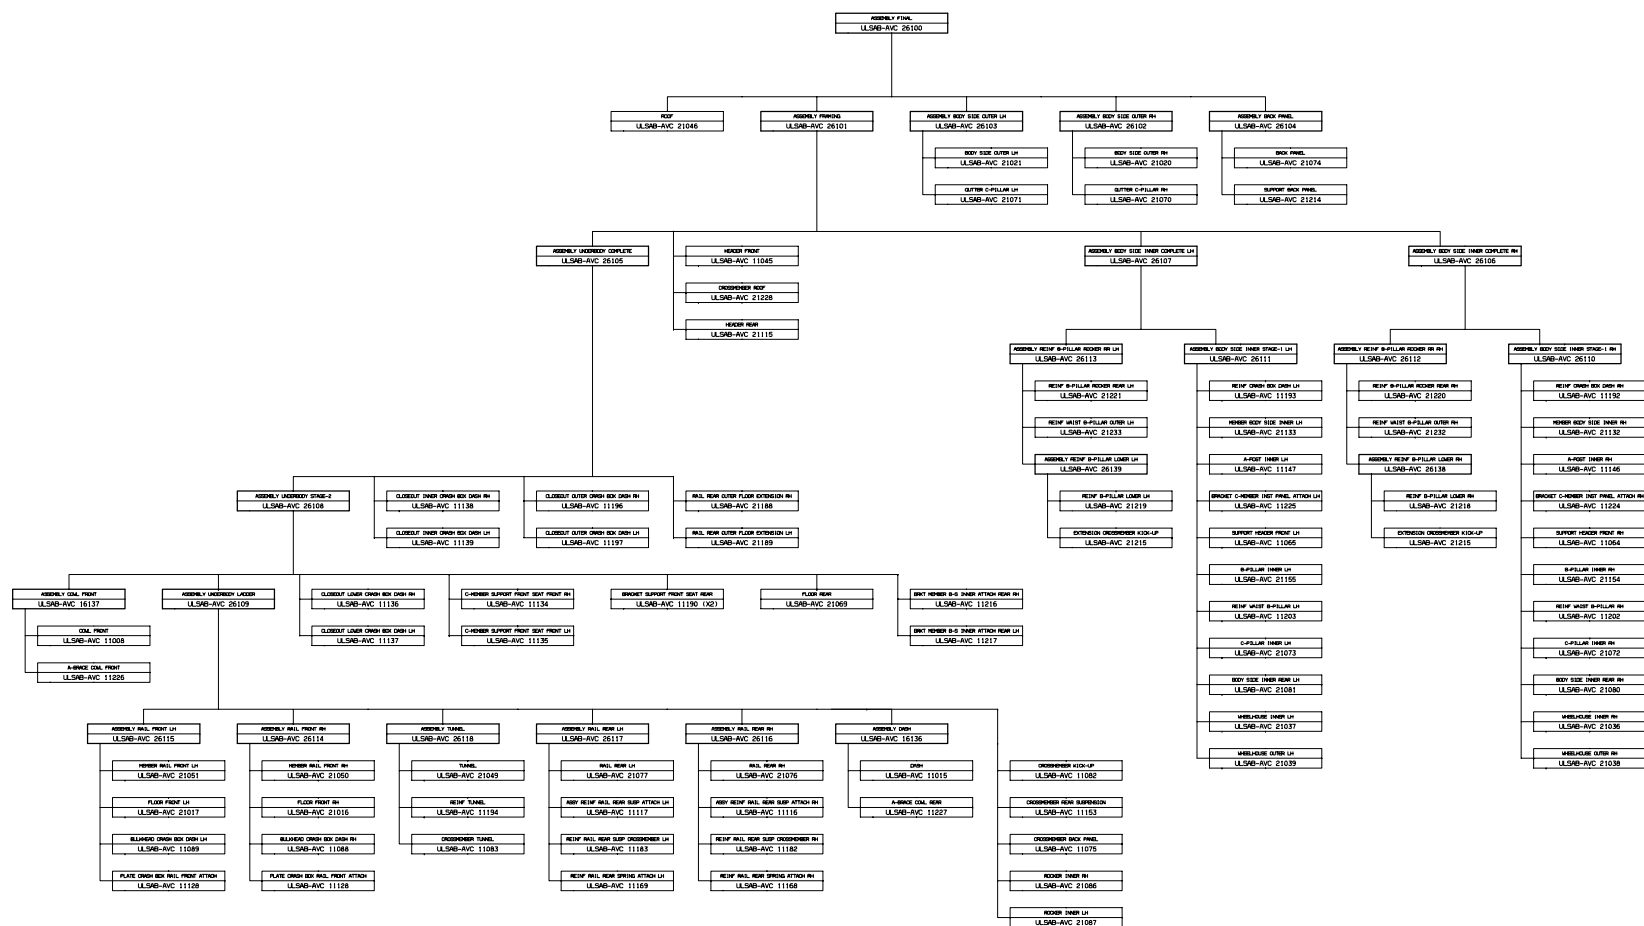 ASSEMBLY FINAL
ULSAB-AVC 26100
ROOF
ULSAB-AVC 21046
ASSEMBLY FRAMING
ULSAB-AVC 26101
ASSEMBLY BODY SIDE OUTER LH
ULSAB-AVC 26103
ASSEMBLY BODY SIDE OUTER RH
ULSAB-AVC 26102
ASSEMBLY BACK PANEL
ULSAB-AVC 26104
BODY SIDE OUTER LH
ULSAB-AVC 21021
BODY SIDE OUTER RH
ULSAB-AVC 21020
BACK PANEL
ULSAB-AVC 21074
GUTTER C-PILLAR LH
ULSAB-AVC 21071
GUTTER C-PILLAR RH
ULSAB-AVC 21070
SUPPORT BACK PANEL
ULSAB-AVC 21214
ASSEMBLY UNDERBODY COMPLETE
ULSAB-AVC 26105
HEADER FRONT
ULSAB-AVC 11045
CROSSMEMBER ROOF
ULSAB-AVC 21228
HEADER REAR
ULSAB-AVC 21115
ASSEMBLY BODY SIDE INNER COMPLETE LH
ULSAB-AVC 26107
ASSEMBLY BODY SIDE INNER COMPLETE RH
ULSAB-AVC 26106
ASSEMBLY REINF B-PILLAR ROCKER RR LH
ULSAB-AVC 26113
REINF B-PILLAR ROCKER REAR LH
ULSAB-AVC 21221
REINF WAIST B-PILLAR OUTER LH
ULSAB-AVC 21233
ASSEMBLY REINF B-PILLAR LOWER LH
ULSAB-AVC 26139
REINF B-PILLAR LOWER LH
ULSAB-AVC 21219
EXTENSION CROSSMEMBER KICK-UP
ULSAB-AVC 21215
ASSEMBLY BODY SIDE INNER STAGE-1 LH
ULSAB-AVC 26111
REINF CRASH BOX DASH LH
ULSAB-AVC 11193
MEMBER BODY SIDE INNER LH
ULSAB-AVC 21133
A-POST INNER LH
ULSAB-AVC 11147
BRACKET C-MEMBER INST PANEL ATTACH LH
ULSAB-AVC 11225
SUPPORT HEADER FRONT LH
ULSAB-AVC 11065
B-PILLAR INNER LH
ULSAB-AVC 21155
REINF WAIST B-PILLAR LH
ULSAB-AVC 11203
C-PILLAR INNER LH
ULSAB-AVC 21073
BODY SIDE INNER REAR LH
ULSAB-AVC 21081
WHEELHOUSE INNER LH
ULSAB-AVC 21037
WHEELHOUSE OUTER LH
ULSAB-AVC 21039
ASSEMBLY REINF B-PILLAR ROCKER RR RH
ULSAB-AVC 26112
REINF B-PILLAR ROCKER REAR RH
ULSAB-AVC 21220
REINF WAIST B-PILLAR OUTER RH
ULSAB-AVC 21232
ASSEMBLY REINF B-PILLAR LOWER RH
ULSAB-AVC 26138
REINF B-PILLAR LOWER RH
ULSAB-AVC 21218
EXTENSION CROSSMEMBER KICK-UP
ULSAB-AVC 21215
ASSEMBLY BODY SIDE INNER STAGE-1 RH
ULSAB-AVC 26110
REINF CRASH BOX DASH RH
ULSAB-AVC 11192
MEMBER BODY SIDE INNER RH
ULSAB-AVC 21132
A-POST INNER RH
ULSAB-AVC 11146
BRACKET C-MEMBER INST PANEL ATTACH RH
ULSAB-AVC 11224
SUPPORT HEADER FRONT RH
ULSAB-AVC 11064
B-PILLAR INNER RH
ULSAB-AVC 21154
REINF WAIST B-PILLAR RH
ULSAB-AVC 11202
C-PILLAR INNER RH
ULSAB-AVC 21072
BODY SIDE INNER REAR RH
ULSAB-AVC 21080
WHEELHOUSE INNER RH
ULSAB-AVC 21036
WHEELHOUSE OUTER RH
ULSAB-AVC 21038
ASSEMBLY UNDERBODY STAGE-2
ULSAB-AVC 26108
CLOSEOUT INNER CRASH BOX DASH RH
ULSAB-AVC 11138
CLOSEOUT INNER CRASH BOX DASH LH
ULSAB-AVC 11139
CLOSEOUT OUTER CRASH BOX DASH RH
ULSAB-AVC 11196
CLOSEOUT OUTER CRASH BOX DASH LH
ULSAB-AVC 11197
RAIL REAR OUTER FLOOR EXTENSION RH
ULSAB-AVC 21188
RAIL REAR OUTER FLOOR EXTENSION LH
ULSAB-AVC 21189
ASSEMBLY COWL FRONT
ULSAB-AVC 16137
COWL FRONT
ULSAB-AVC 11008
A-BRACE COWL FRONT
ULSAB-AVC 11226
ASSEMBLY UNDERBODY LADDER
ULSAB-AVC 26109
CLOSEOUT LOWER CRASH BOX DASH RH
ULSAB-AVC 11136
CLOSEOUT LOWER CRASH BOX DASH LH
ULSAB-AVC 11137
C-MEMBER SUPPORT FRONT SEAT FRONT RH
ULSAB-AVC 11134
C-MEMBER SUPPORT FRONT SEAT FRONT LH
ULSAB-AVC 11135
BRACKET SUPPORT FRONT SEAT REAR
ULSAB-AVC 11190 (X2)
FLOOR REAR
ULSAB-AVC 21069
BRKT MEMBER B-S INNER ATTACH REAR RH
ULSAB-AVC 11216
BRKT MEMBER B-S INNER ATTACH REAR LH
ULSAB-AVC 11217
ASSEMBLY RAIL FRONT LH
ULSAB-AVC 26115
MEMBER RAIL FRONT LH
ULSAB-AVC 21051
FLOOR FRONT LH
ULSAB-AVC 21017
BULKHEAD CRASH BOX DASH LH
ULSAB-AVC 11089
PLATE CRASH BOX RAIL FRONT ATTACH
ULSAB-AVC 11128
ASSEMBLY RAIL FRONT RH
ULSAB-AVC 26114
MEMBER RAIL FRONT RH
ULSAB-AVC 21050
FLOOR FRONT RH
ULSAB-AVC 21016
BULKHEAD CRASH BOX DASH RH
ULSAB-AVC 11088
PLATE CRASH BOX RAIL FRONT ATTACH
ULSAB-AVC 11128
ASSEMBLY TUNNEL
ULSAB-AVC 26118
TUNNEL
ULSAB-AVC 21049
REINF TUNNEL
ULSAB-AVC 11194
CROSSMEMBER TUNNEL
ULSAB-AVC 11083
ASSEMBLY RAIL REAR LH
ULSAB-AVC 26117
RAIL REAR LH
ULSAB-AVC 21077
ASSY REINF RAIL REAR SUSP ATTACH LH
ULSAB-AVC 11117
REINF RAIL REAR SUSP CROSSMEMBER LH
ULSAB-AVC 11183
REINF RAIL REAR SPRING ATTACH LH
ULSAB-AVC 11169
ASSEMBLY RAIL REAR RH
ULSAB-AVC 26116
RAIL REAR RH
ULSAB-AVC 21076
ASSY REINF RAIL REAR SUSP ATTACH RH
ULSAB-AVC 11116
REINF RAIL REAR SUSP CROSSMEMBER RH
ULSAB-AVC 11182
REINF RAIL REAR SPRING ATTACH RH
ULSAB-AVC 11168
ASSEMBLY DASH
ULSAB-AVC 16136
DASH
ULSAB-AVC 11015
A-BRACE COWL REAR
ULSAB-AVC 11227
CROSSMEMBER KICK-UP
ULSAB-AVC 11082
CROSSMEMBER REAR SUSPENSION
ULSAB-AVC 11153
CROSSMEMBER BACK PANEL
ULSAB-AVC 11075
ROCKER INNER RH
ULSAB-AVC 21086
ROCKER INNER LH
ULSAB-AVC 21087